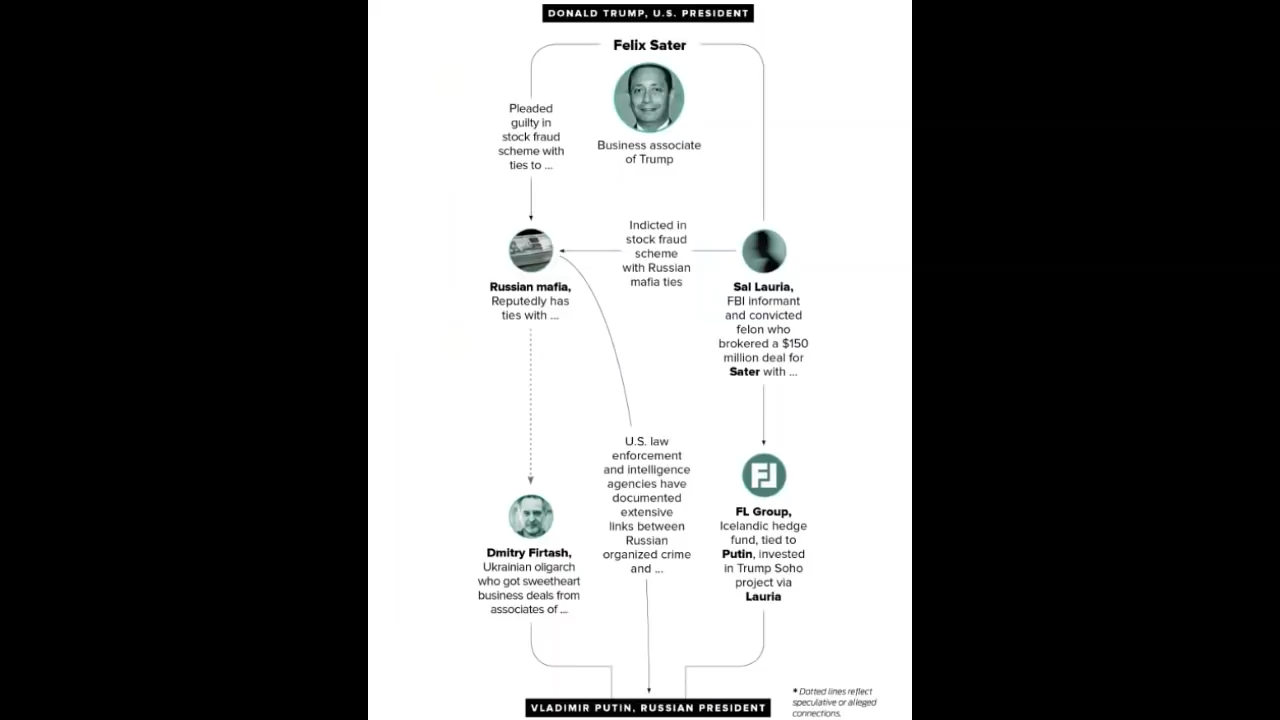 DONALD TRUMP, U.S. PRESIDENT
Felix Sater
Business associate
of Trump
Pleaded
guilty in
stock fraud
scheme with
ties to ...
Indicted in
stock fraud
scheme
with Russian
mafia ties
Russian mafia,
Reputedly has
ties with ...
Sal Lauria,
FBI informant
and convicted
felon who
brokered a $150
million deal for
Sater with ...
U.S. law
enforcement
and intelligence
agencies have
documented
extensive
links between
Russian
organized crime
and ...
FL
FL Group,
Icelandic hedge
fund, tied to
Putin, invested
in Trump Soho
project via
Lauria
Dmitry Firtash,
Ukrainian oligarch
who got sweetheart
business deals from
associates of ...
VLADIMIR PUTIN, RUSSIAN PRESIDENT
* Dotted lines reflect
speculative or alleged
connections.